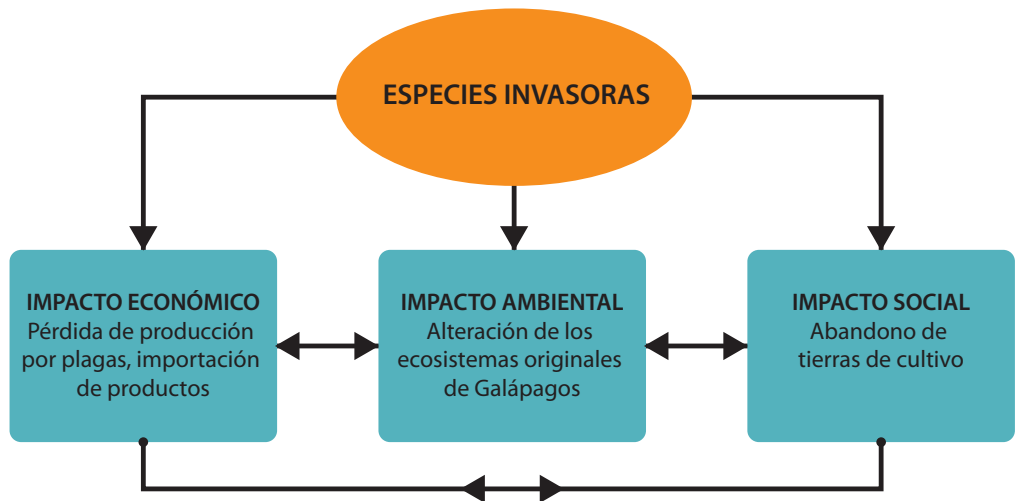 ESPECIES INVASORAS
IMPACTO ECONÓMICO
Pérdida de producción
por plagas, importación
de productos
IMPACTO AMBIENTAL
Alteración de los
ecosistemas originales
de Galápagos
IMPACTO SOCIAL
Abandono de
tierras de cultivo